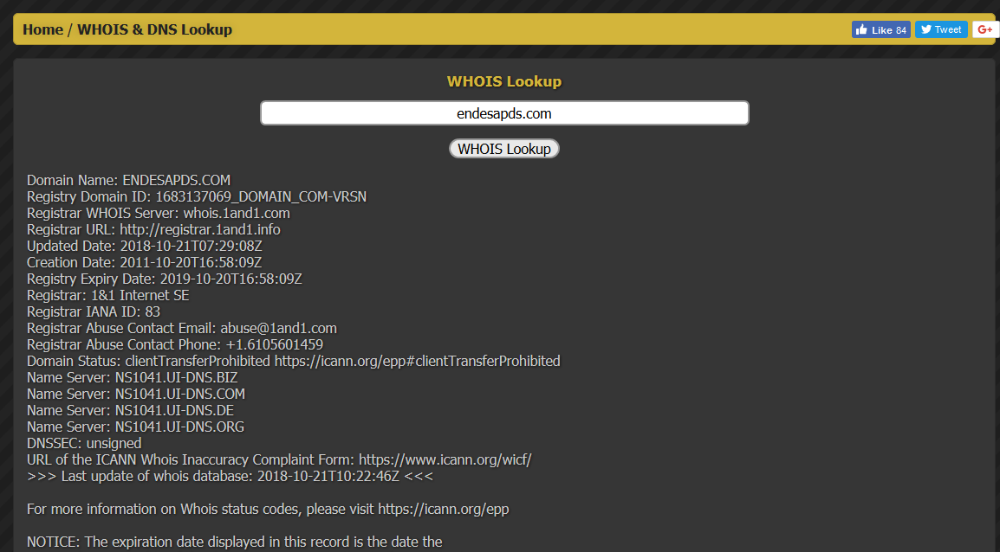 Home / WHOIS & DNS Lookup
Like 84
Tweet
G+
WHOIS Lookup
endesapds.com
WHOIS Lookup
Domain Name: ENDESAPDS.COM
Registry Domain ID: 1683137069_DOMAIN_COM-VRSN
Registrar WHOIS Server: whois.1and1.com
Registrar URL: http://registrar.1and1.info
Updated Date: 2018-10-21T07:29:08Z
Creation Date: 2011-10-20T16:58:09Z
Registry Expiry Date: 2019-10-20T16:58:09Z
Registrar: 1&1 Internet SE
Registrar IANA ID: 83
Registrar Abuse Contact Email: abuse@1and1.com
Registrar Abuse Contact Phone: +1.6105601459
Domain Status: clientTransferProhibited https://icann.org/epp#clientTransferProhibited
Name Server: NS1041.UI-DNS.BIZ
Name Server: NS1041.UI-DNS.COM
Name Server: NS1041.UI-DNS.DE
Name Server: NS1041.UI-DNS.ORG
DNSSEC: unsigned
URL of the ICANN Whois Inaccuracy Complaint Form: https://www.icann.org/wicf/
>>> Last update of whois database: 2018-10-21T10:22:46Z <<<
For more information on Whois status codes, please visit https://icann.org/epp
NOTICE: The expiration date displayed in this record is the date the